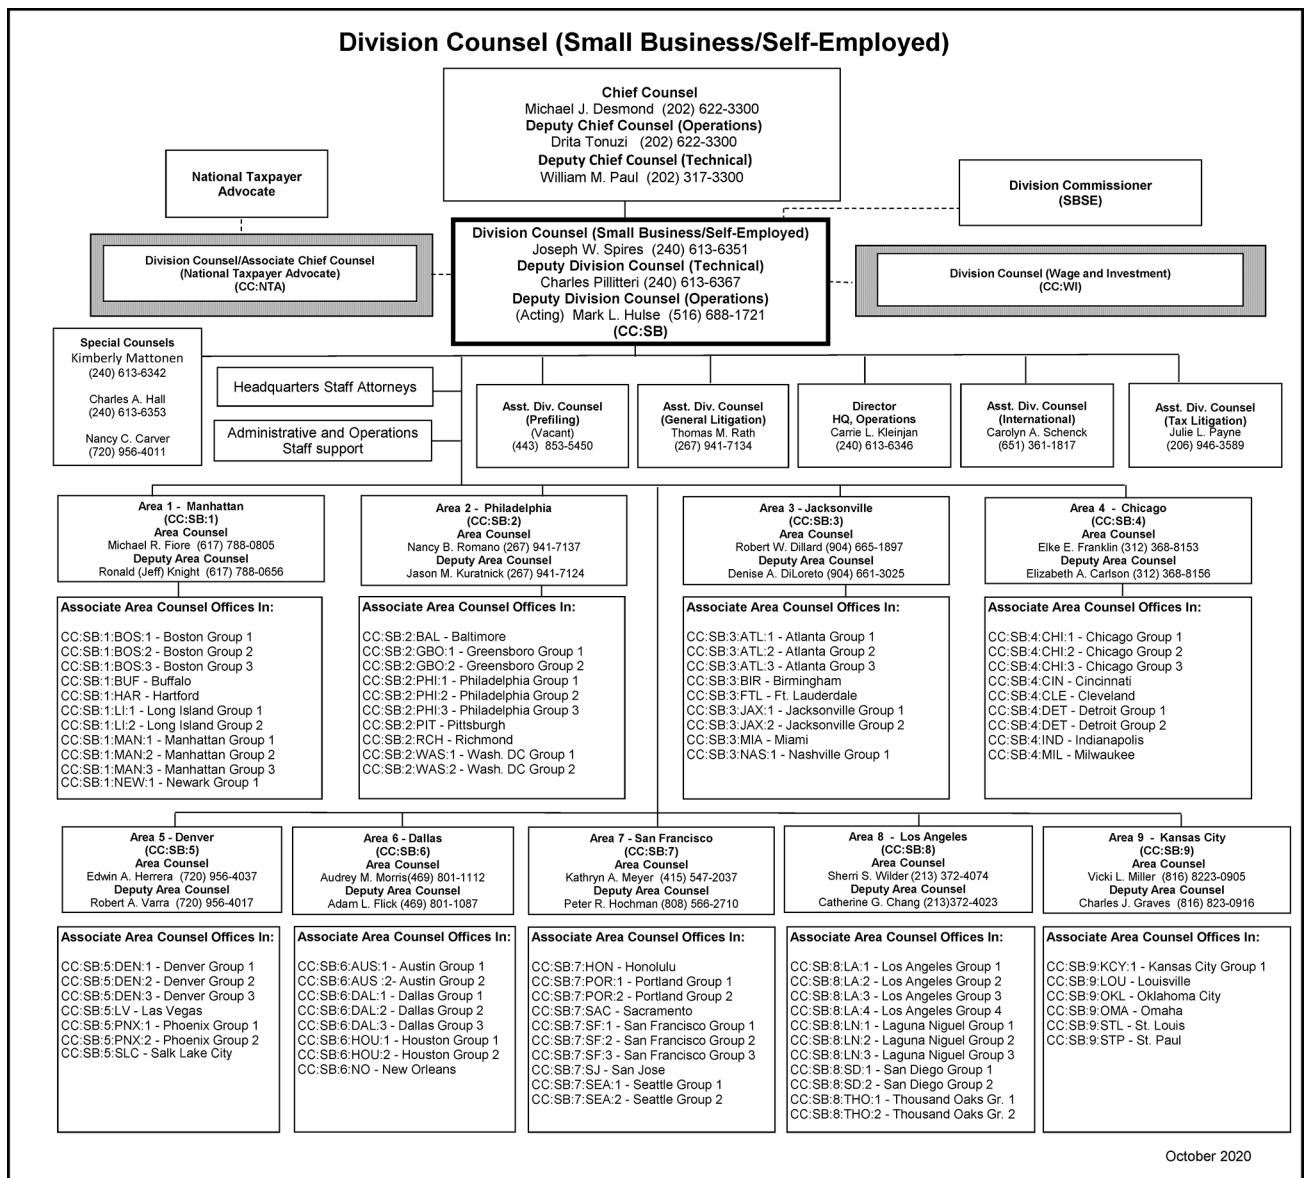 Division Counsel (Small Business/Self-Employed)
Chief Counsel
Michael J. Desmond (202) 622-3300
Deputy Chief Counsel (Operations)
Drita Tonuzi (202) 622-3300
Deputy Chief Counsel (Technical)
William M. Paul (202) 317-3300
National Taxpayer
Advocate
Division Commissioner
(SBSE)
Division Counsel/Associate Chief Counsel
(National Taxpayer Advocate)
(CC:NTA)
Division Counsel (Small Business/Self-Employed)
Joseph W. Spires (240) 613-6351
Deputy Division Counsel (Technical)
Charles Pillitteri (240) 613-6367
Deputy Division Counsel (Operations)
(Acting) Mark L. Hulse (516) 688-1721
(CC:SB)
Division Counsel (Wage and Investment)
(CC:WI)
Special Counsels
Kimberly Mattonen
(240) 613-6342
Charles A. Hall
(240) 613-6353
Nancy C. Carver
(720) 956-4011
Headquarters Staff Attorneys
Administrative and Operations
Staff support
Asst. Div. Counsel
(Prefiling)
(Vacant)
(443) 853-5450
Asst. Div. Counsel
(General Litigation)
Thomas M. Rath
(267) 941-7134
Director
HQ, Operations
Carrie L. Kleinjan
(240) 613-6346
Asst. Div. Counsel
(International)
Carolyn A. Schenck
(651) 361-1817
Asst. Div. Counsel
(Tax Litigation)
Julie L. Payne
(206) 946-3589
Area 1 - Manhattan
(CC:SB:1)
Area Counsel
Michael R. Fiore (617) 788-0805
Deputy Area Counsel
Ronald (Jeff) Knight (617) 788-0656
Area 2 - Philadelphia
(CC:SB:2)
Area Counsel
Nancy B. Romano (267) 941-7137
Deputy Area Counsel
Jason M. Kuratnick (267) 941-7124
Area 3 - Jacksonville
(CC:SB:3)
Area Counsel
Robert W. Dillard (904) 665-1897
Deputy Area Counsel
Denise A. DiLoreto (904) 661-3025
Area 4 - Chicago
(CC:SB:4)
Area Counsel
Elke E. Franklin (312) 368-8153
Deputy Area Counsel
Elizabeth A. Carlson (312) 368-8156
Associate Area Counsel Offices In:
CC:SB:1:BOS:1 - Boston Group 1
CC:SB:1:BOS:2 - Boston Group 2
CC:SB:1:BOS:3 - Boston Group 3
CC:SB:1:BUF - Buffalo
CC:SB:1:HAR - Hartford
CC:SB:1:LI:1 - Long Island Group 1
CC:SB:1:LI:2 - Long Island Group 2
CC:SB:1:MAN:1 - Manhattan Group 1
CC:SB:1:MAN:2 - Manhattan Group 2
CC:SB:1:MAN:3 - Manhattan Group 3
CC:SB:1:NEW:1 - Newark Group 1
Associate Area Counsel Offices In:
CC:SB:2:BAL - Baltimore
CC:SB:2:GBO:1 - Greensboro Group 1
CC:SB:2:GBO:2 - Greensboro Group 2
CC:SB:2:PHI:1 - Philadelphia Group 1
CC:SB:2:PHI:2 - Philadelphia Group 2
CC:SB:2:PHI:3 - Philadelphia Group 3
CC:SB:2:PIT - Pittsburgh
CC:SB:2:RCH - Richmond
CC:SB:2:WAS:1 - Wash. DC Group 1
CC:SB:2:WAS:2 - Wash. DC Group 2
Associate Area Counsel Offices In:
CC:SB:3:ATL:1 - Atlanta Group 1
CC:SB:3:ATL:2 - Atlanta Group 2
CC:SB:3:ATL:3 - Atlanta Group 3
CC:SB:3:BIR - Birmingham
CC:SB:3:FTL - Ft. Lauderdale
CC:SB:3:JAX:1 - Jacksonville Group 1
CC:SB:3:JAX:2 - Jacksonville Group 2
CC:SB:3:MIA - Miami
CC:SB:3:NAS:1 - Nashville Group 1
Associate Area Counsel Offices In:
CC:SB:4:CHI:1 - Chicago Group 1
CC:SB:4:CHI:2 - Chicago Group 2
CC:SB:4:CHI:3 - Chicago Group 3
CC:SB:4:CIN - Cincinnati
CC:SB:4:CLE - Cleveland
CC:SB:4:DET - Detroit Group 1
CC:SB:4:DET - Detroit Group 2
CC:SB:4:IND - Indianapolis
CC:SB:4:MIL - Milwaukee
Area 5 - Denver
(CC:SB:5)
Area Counsel
Edwin A. Herrera (720) 956-4037
Deputy Area Counsel
Robert A. Varra (720) 956-4017
Area 6 - Dallas
(CC:SB:6)
Area Counsel
Audrey M. Morris(469) 801-1112
Deputy Area Counsel
Adam L. Flick (469) 801-1087
Area 7 - San Francisco
(CC:SB:7)
Area Counsel
Kathryn A. Meyer (415) 547-2037
Deputy Area Counsel
Peter R. Hochman (808) 566-2710
Area 8 - Los Angeles
(CC:SB:8)
Area Counsel
Sherri S. Wilder (213) 372-4074
Deputy Area Counsel
Catherine G. Chang (213)372-4023
Area 9 - Kansas City
(CC:SB:9)
Area Counsel
Vicki L. Miller (816) 8223-0905
Deputy Area Counsel
Charles J. Graves (816) 823-0916
Associate Area Counsel Offices In:
CC:SB:5:DEN:1 - Denver Group 1
CC:SB:5:DEN:2 - Denver Group 2
CC:SB:5:DEN:3 - Denver Group 3
CC:SB:5:LV - Las Vegas
CC:SB:5:PNX:1 - Phoenix Group 1
CC:SB:5:PNX:2 - Phoenix Group 2
CC:SB:5:SLC - Salk Lake City
Associate Area Counsel Offices In:
CC:SB:6:AUS:1 - Austin Group 1
CC:SB:6:AUS :2- Austin Group 2
CC:SB:6:DAL:1 - Dallas Group 1
CC:SB:6:DAL:2 - Dallas Group 2
CC:SB:6:DAL:3 - Dallas Group 3
CC:SB:6:HOU:1 - Houston Group 1
CC:SB:6:HOU:2 - Houston Group 2
CC:SB:6:NO - New Orleans
Associate Area Counsel Offices In:
CC:SB:7:HON - Honolulu
CC:SB:7:POR:1 - Portland Group 1
CC:SB:7:POR:2 - Portland Group 2
CC:SB:7:SAC - Sacramento
CC:SB:7:SF:1 - San Francisco Group 1
CC:SB:7:SF:2 - San Francisco Group 2
CC:SB:7:SF:3 - San Francisco Group 3
CC:SB:7:SJ - San Jose
CC:SB:7:SEA:1 - Seattle Group 1
CC:SB:7:SEA:2 - Seattle Group 2
Associate Area Counsel Offices In:
CC:SB:8:LA:1 - Los Angeles Group 1
CC:SB:8:LA:2 - Los Angeles Group 2
CC:SB:8:LA:3 - Los Angeles Group 3
CC:SB:8:LA:4 - Los Angeles Group 4
CC:SB:8:LN:1 - Laguna Niguel Group 1
CC:SB:8:LN:2 - Laguna Niguel Group 2
CC:SB:8:LN:3 - Laguna Niguel Group 3
CC:SB:8:SD:1 - San Diego Group 1
CC:SB:8:SD:2 - San Diego Group 2
CC:SB:8:THO:1 - Thousand Oaks Gr. 1
CC:SB:8:THO:2 - Thousand Oaks Gr. 2
Associate Area Counsel Offices In:
CC:SB:9:KCY:1 - Kansas City Group 1
CC:SB:9:LOU - Louisville
CC:SB:9:OKL - Oklahoma City
CC:SB:9:OMA - Omaha
CC:SB:9:STL - St. Louis
CC:SB:9:STP - St. Paul
October 2020